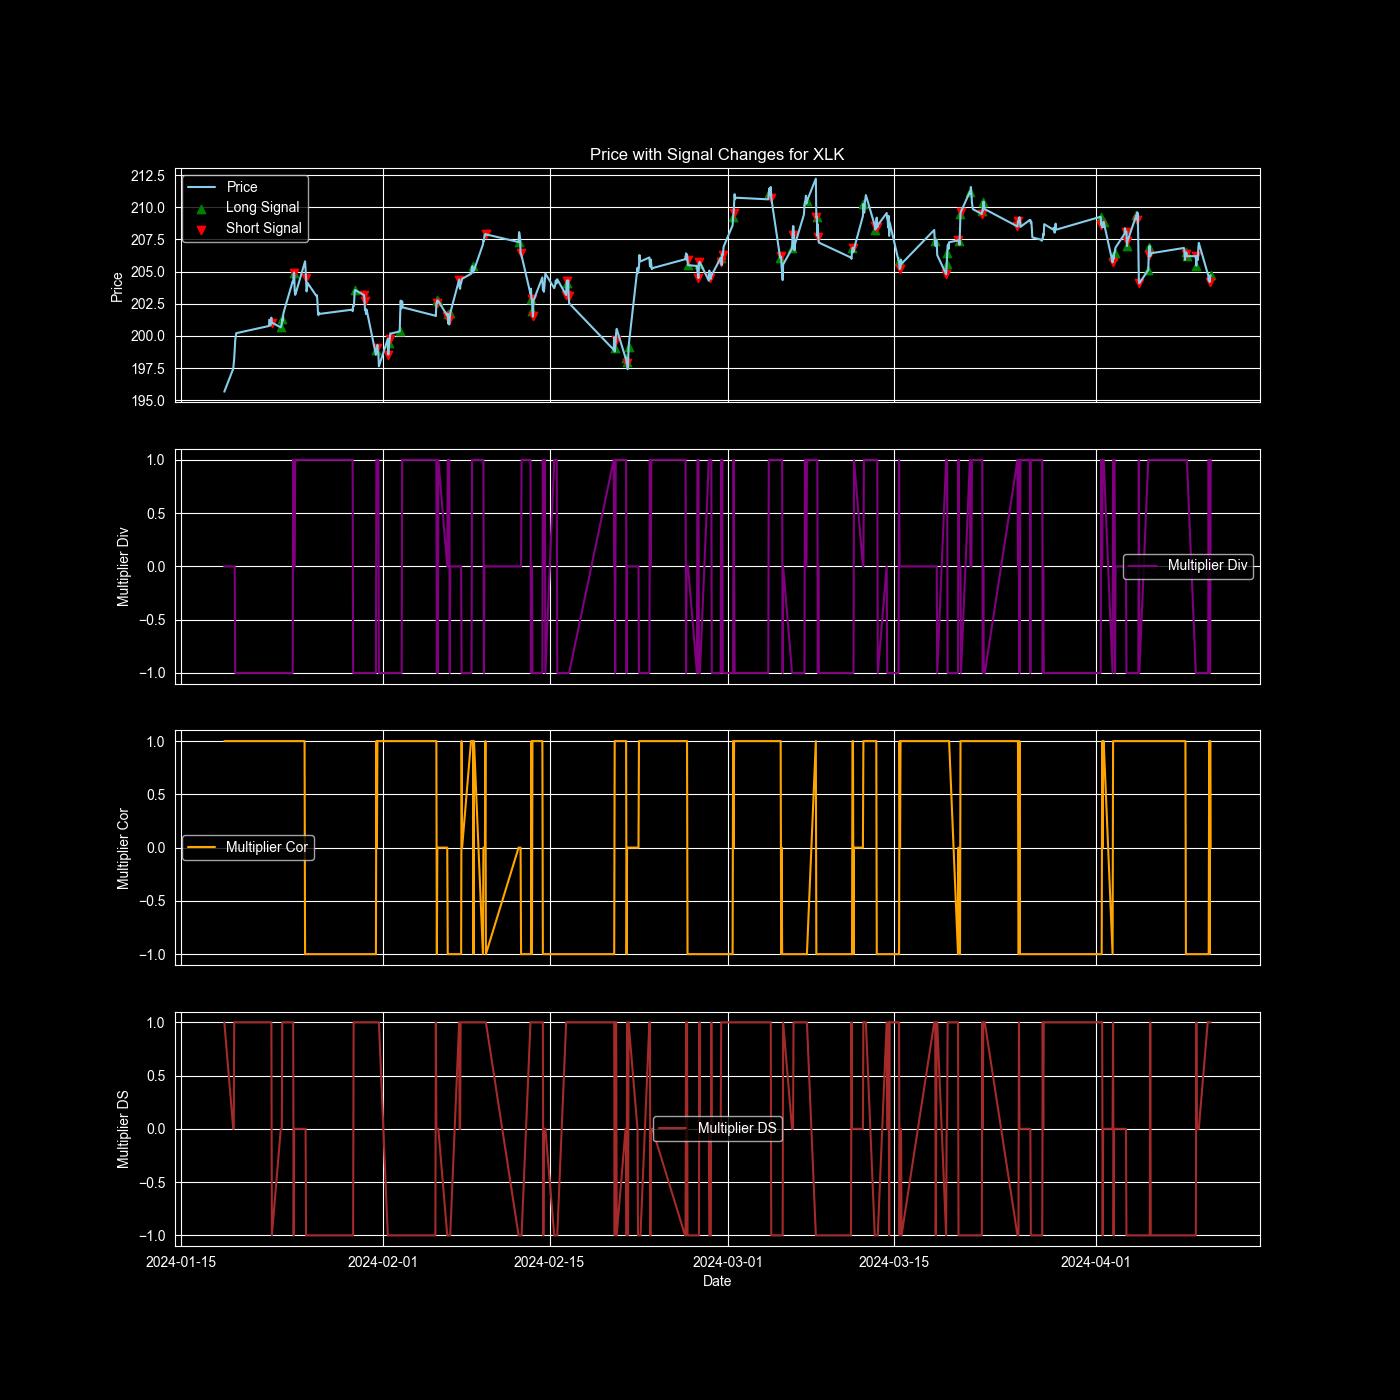 Price with Signal Changes for XLK
Price
212.5
210.0
207.5
205.0
202.5
200.0
197.5
195.0
Price
Long Signal
Short Signal
Multiplier Div
1.0
0.5
0.0
−0.5
−1.0
Multiplier Div
Multiplier Cor
1.0
0.5
0.0
−0.5
−1.0
Multiplier Cor
Multiplier DS
1.0
0.5
0.0
−0.5
−1.0
Multiplier DS
2024-01-15 2024-02-01 2024-02-15 2024-03-01 2024-03-15 2024-04-01
Date